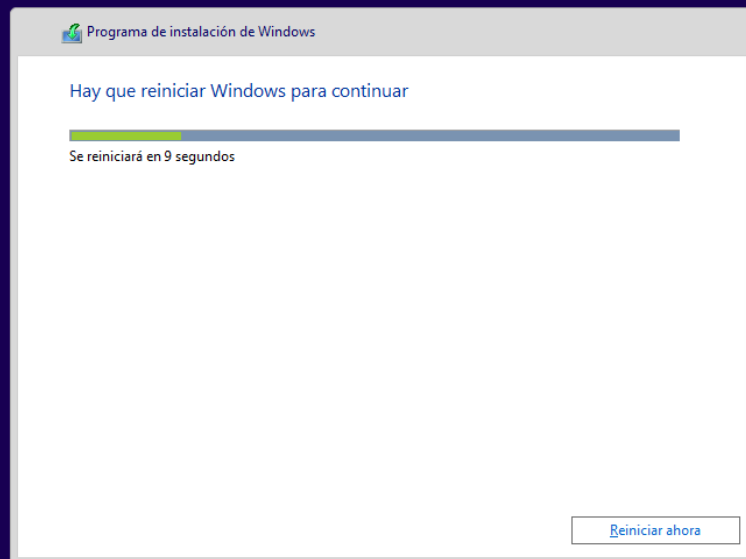 Programa de instalación de Windows
Hay que reiniciar Windows para continuar
Se reiniciará en 9 segundos
Reiniciar ahora